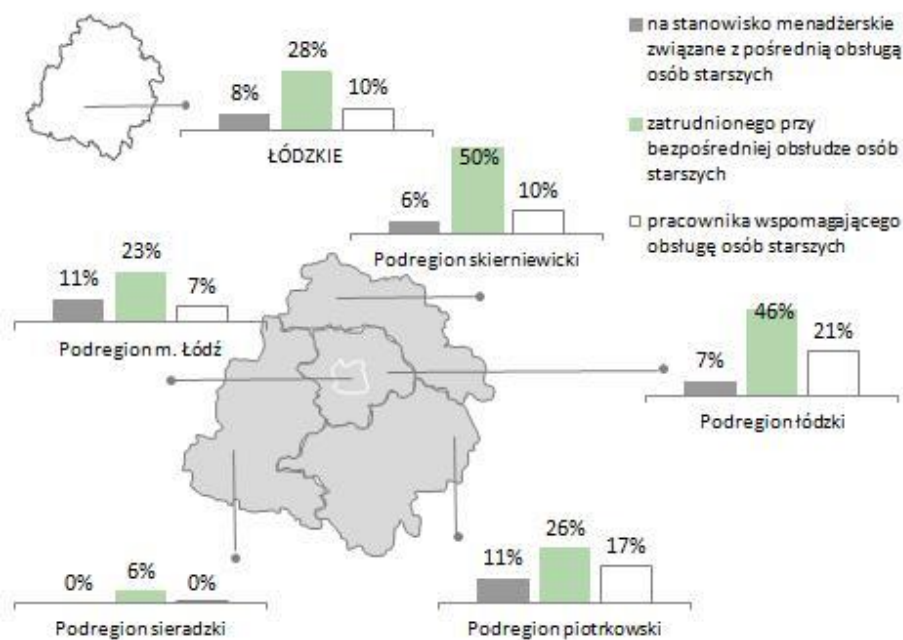 28%
8%
10%
ŁÓDZKIE
na stanowisko menadżerskie
związane z pośrednią obsługą
osób starszych
zatrudnionego przy
bezpośredniej obsłudze osób
starszych
pracownika wspomagającego
obsługę osób starszych
50%
6%
10%
Podregion skierniewicki
23%
11%
7%
Podregion m. Łódź
46%
7%
21%
Podregion łódzki
0%
6%
0%
Podregion sieradzki
26%
11%
17%
Podregion piotrkowski